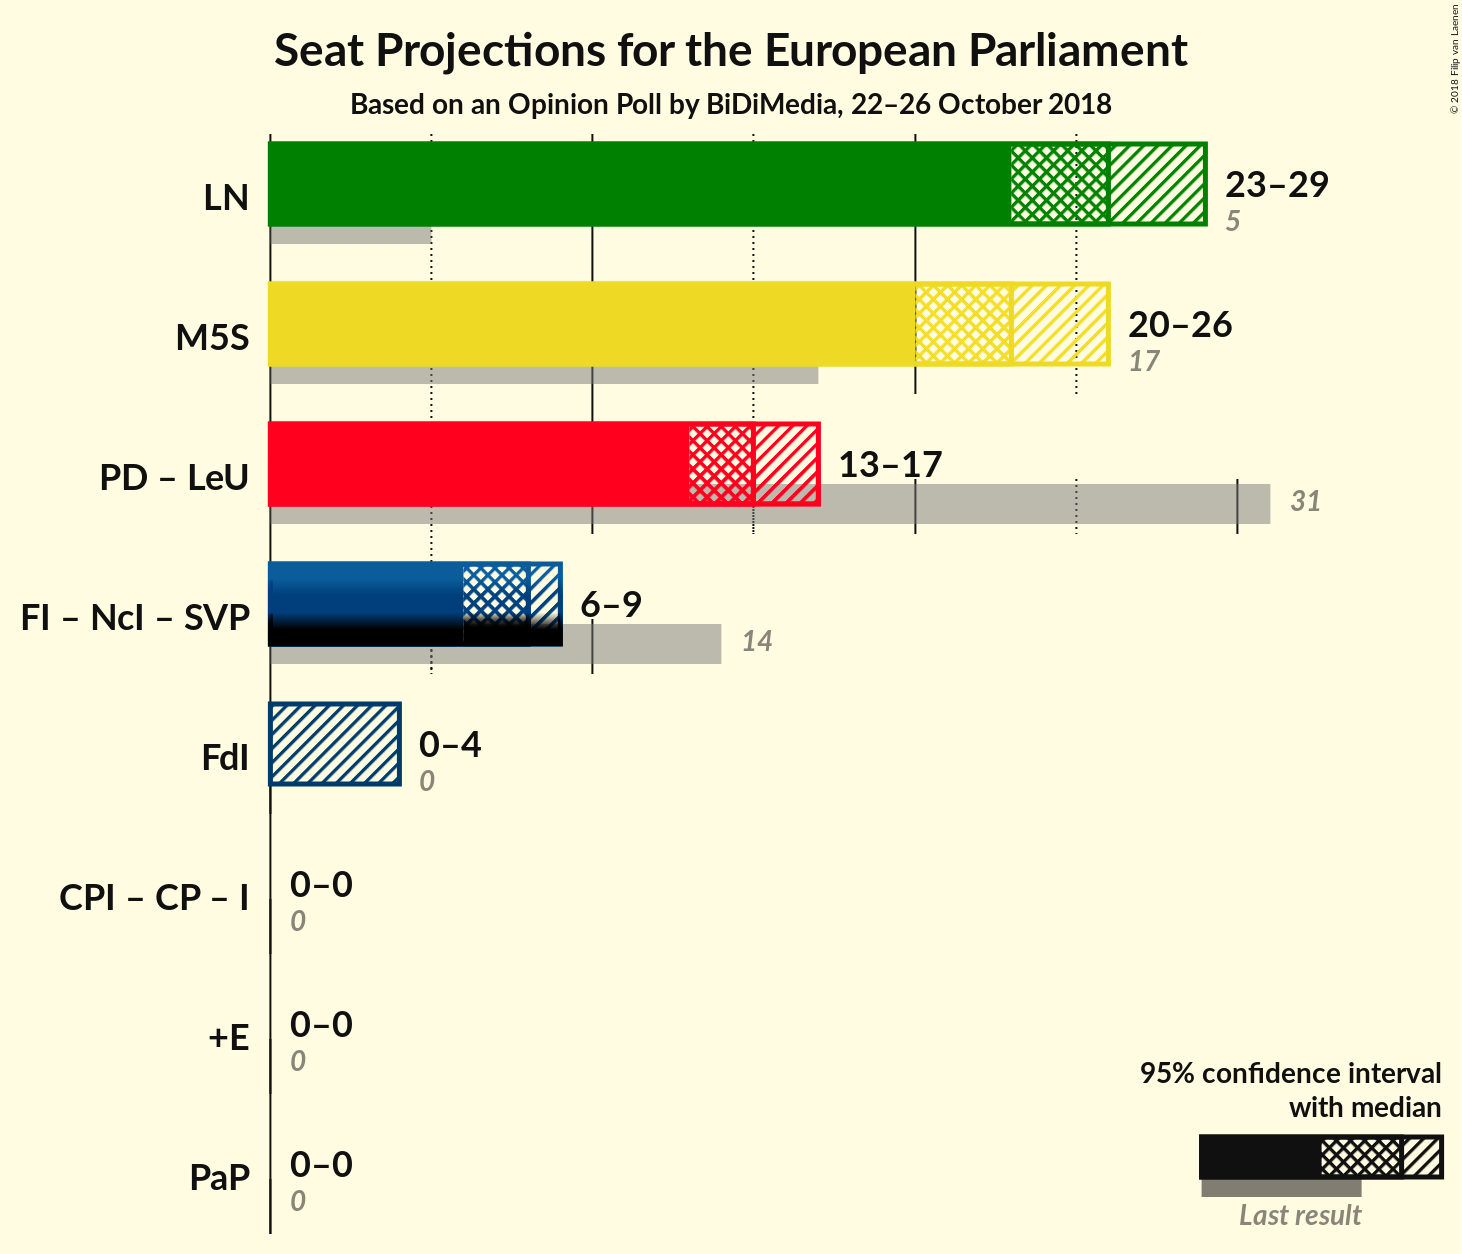 Seat Projections for the European Parliament
Based on an Opinion Poll by BiDiMedia, 22–26 October 2018
© 2018 Filip van Laenen
LN
23–29
5
M5S
20–26
17
PD – LeU
13–17
31
FI – NcI – SVP
6–9
14
FdI
0–4
0
CPI – CP – I
0–0
0
+E
0–0
0
PaP
0–0
0
95% confidence interval
with median
Last result